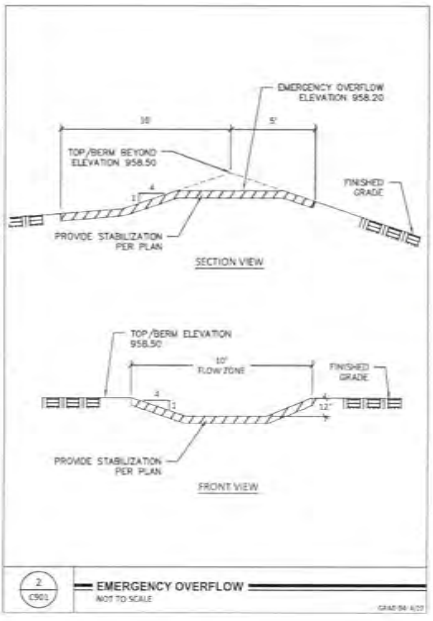 EMERGENCY OVERFLOW
ELEVATION 958.20
10'
5'
TOP/BERM BEYOND
ELEVATION 958.50
4
1
FINISHED
GRADE
PROVIDE STABILIZATION
PER PLAN
SECTION VIEW
TOP/BERM ELEVATION
958.50
10'
FLOW ZONE
FINISHED
GRADE
4
1
12"
PROVIDE STABILIZATION
PER PLAN
FRONT VIEW
2
C901
EMERGENCY OVERFLOW
NOT TO SCALE